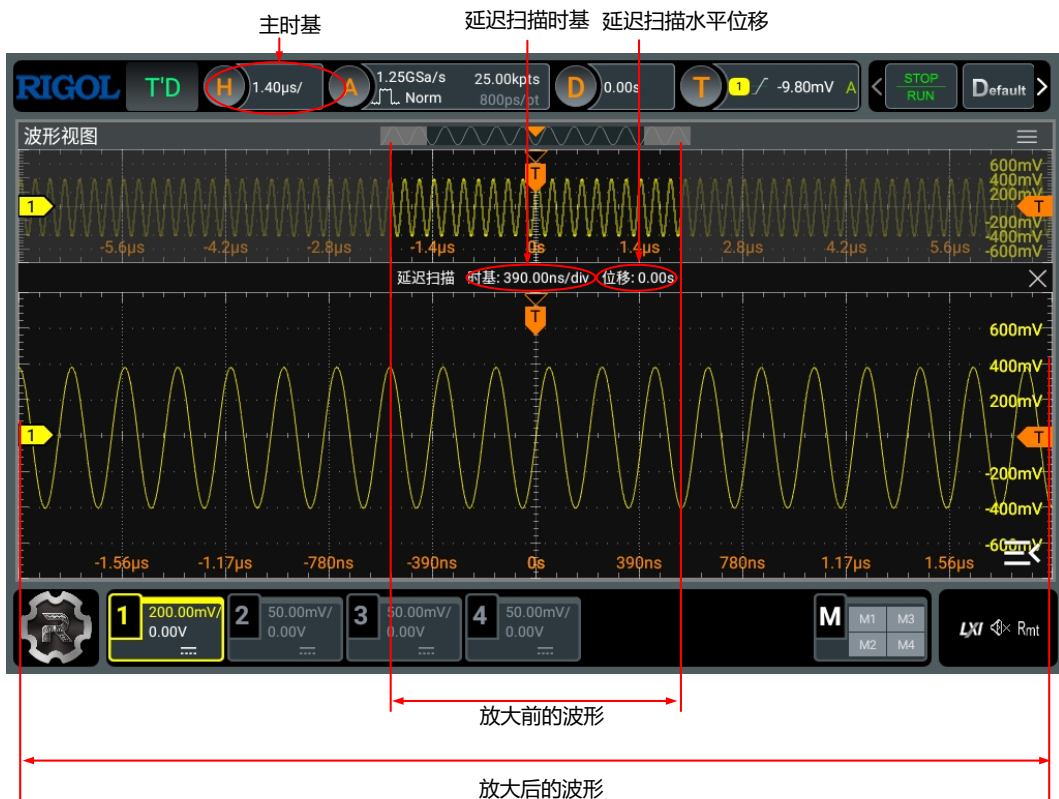 主时基
延迟扫描时基 延迟扫描水平位移
RIGOL T'D H 1.40μs/ A 1.25GSa/s 25.00kpts D 0.00s T 1 -9.80mV A < STOP Default >
Norm 800ps/pt RUN
波形视图
T
600mV
400mV
200mV
1 T
-200mV
-400mV
-5.6μs -4.2μs -2.8μs -1.4μs 0s 1.4μs 2.8μs 4.2μs 5.6μs -600mV
延迟扫描 时基: 390.00ns/div 位移: 0.00s
T
600mV
400mV
200mV
1 T
-200mV
-400mV
-600mV
-1.56μs -1.17μs -780ns -390ns 0s 390ns 780ns 1.17μs 1.56μs
R
1 200.00mV/ 2 50.00mV/ 3 50.00mV/ 4 50.00mV/ M M1 M3
0.00V 0.00V 0.00V 0.00V M2 M4
LXI Rmt
放大前的波形
放大后的波形